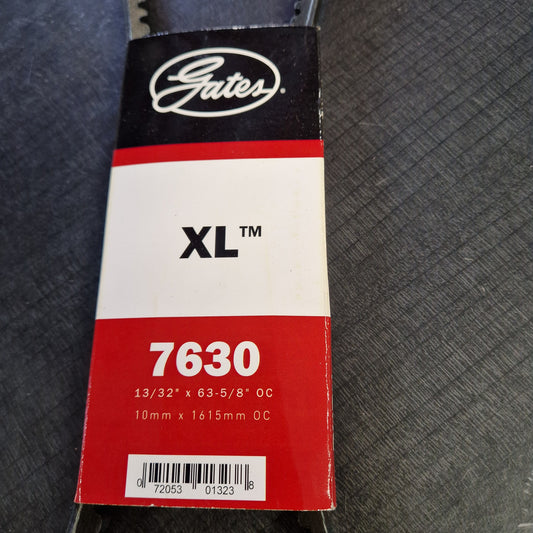 Gates®
XL™
7630
13/32" x 63-5/8" OC
10mm x 1615mm OC
0 72053 01323 8